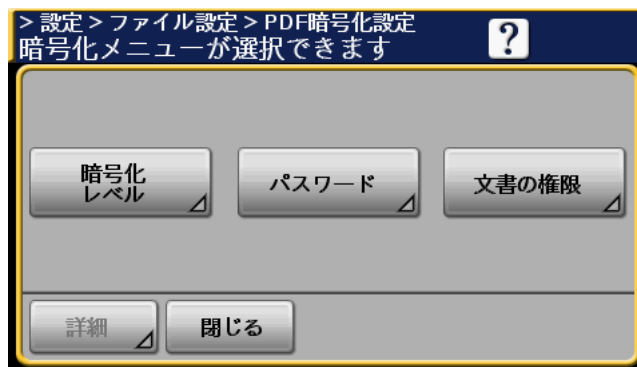 > 設定 > ファイル設定 > PDF暗号化設定
暗号化メニューが選択できます
?
暗号化
レベル
パスワード
文書の権限
詳細
閉じる